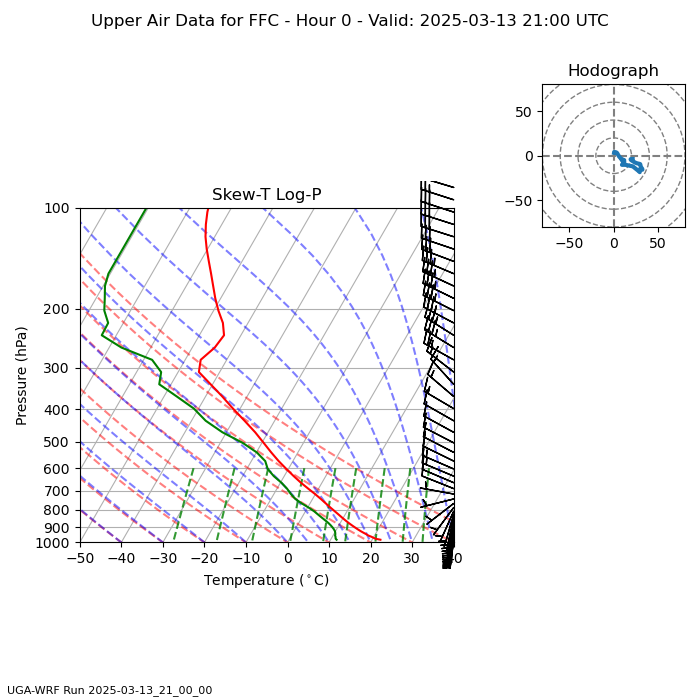 Upper Air Data for FFC - Hour 0 - Valid: 2025-03-13 21:00 UTC
Hodograph
50
0
−50
−50 0 50
Skew-T Log-P
100
200
300
400
500
600
700
800
900
1000
Pressure (hPa)
−50 −40 −30 −20 −10 0 10 20 30 40
Temperature (°C)
UGA-WRF Run 2025-03-13_21_00_00